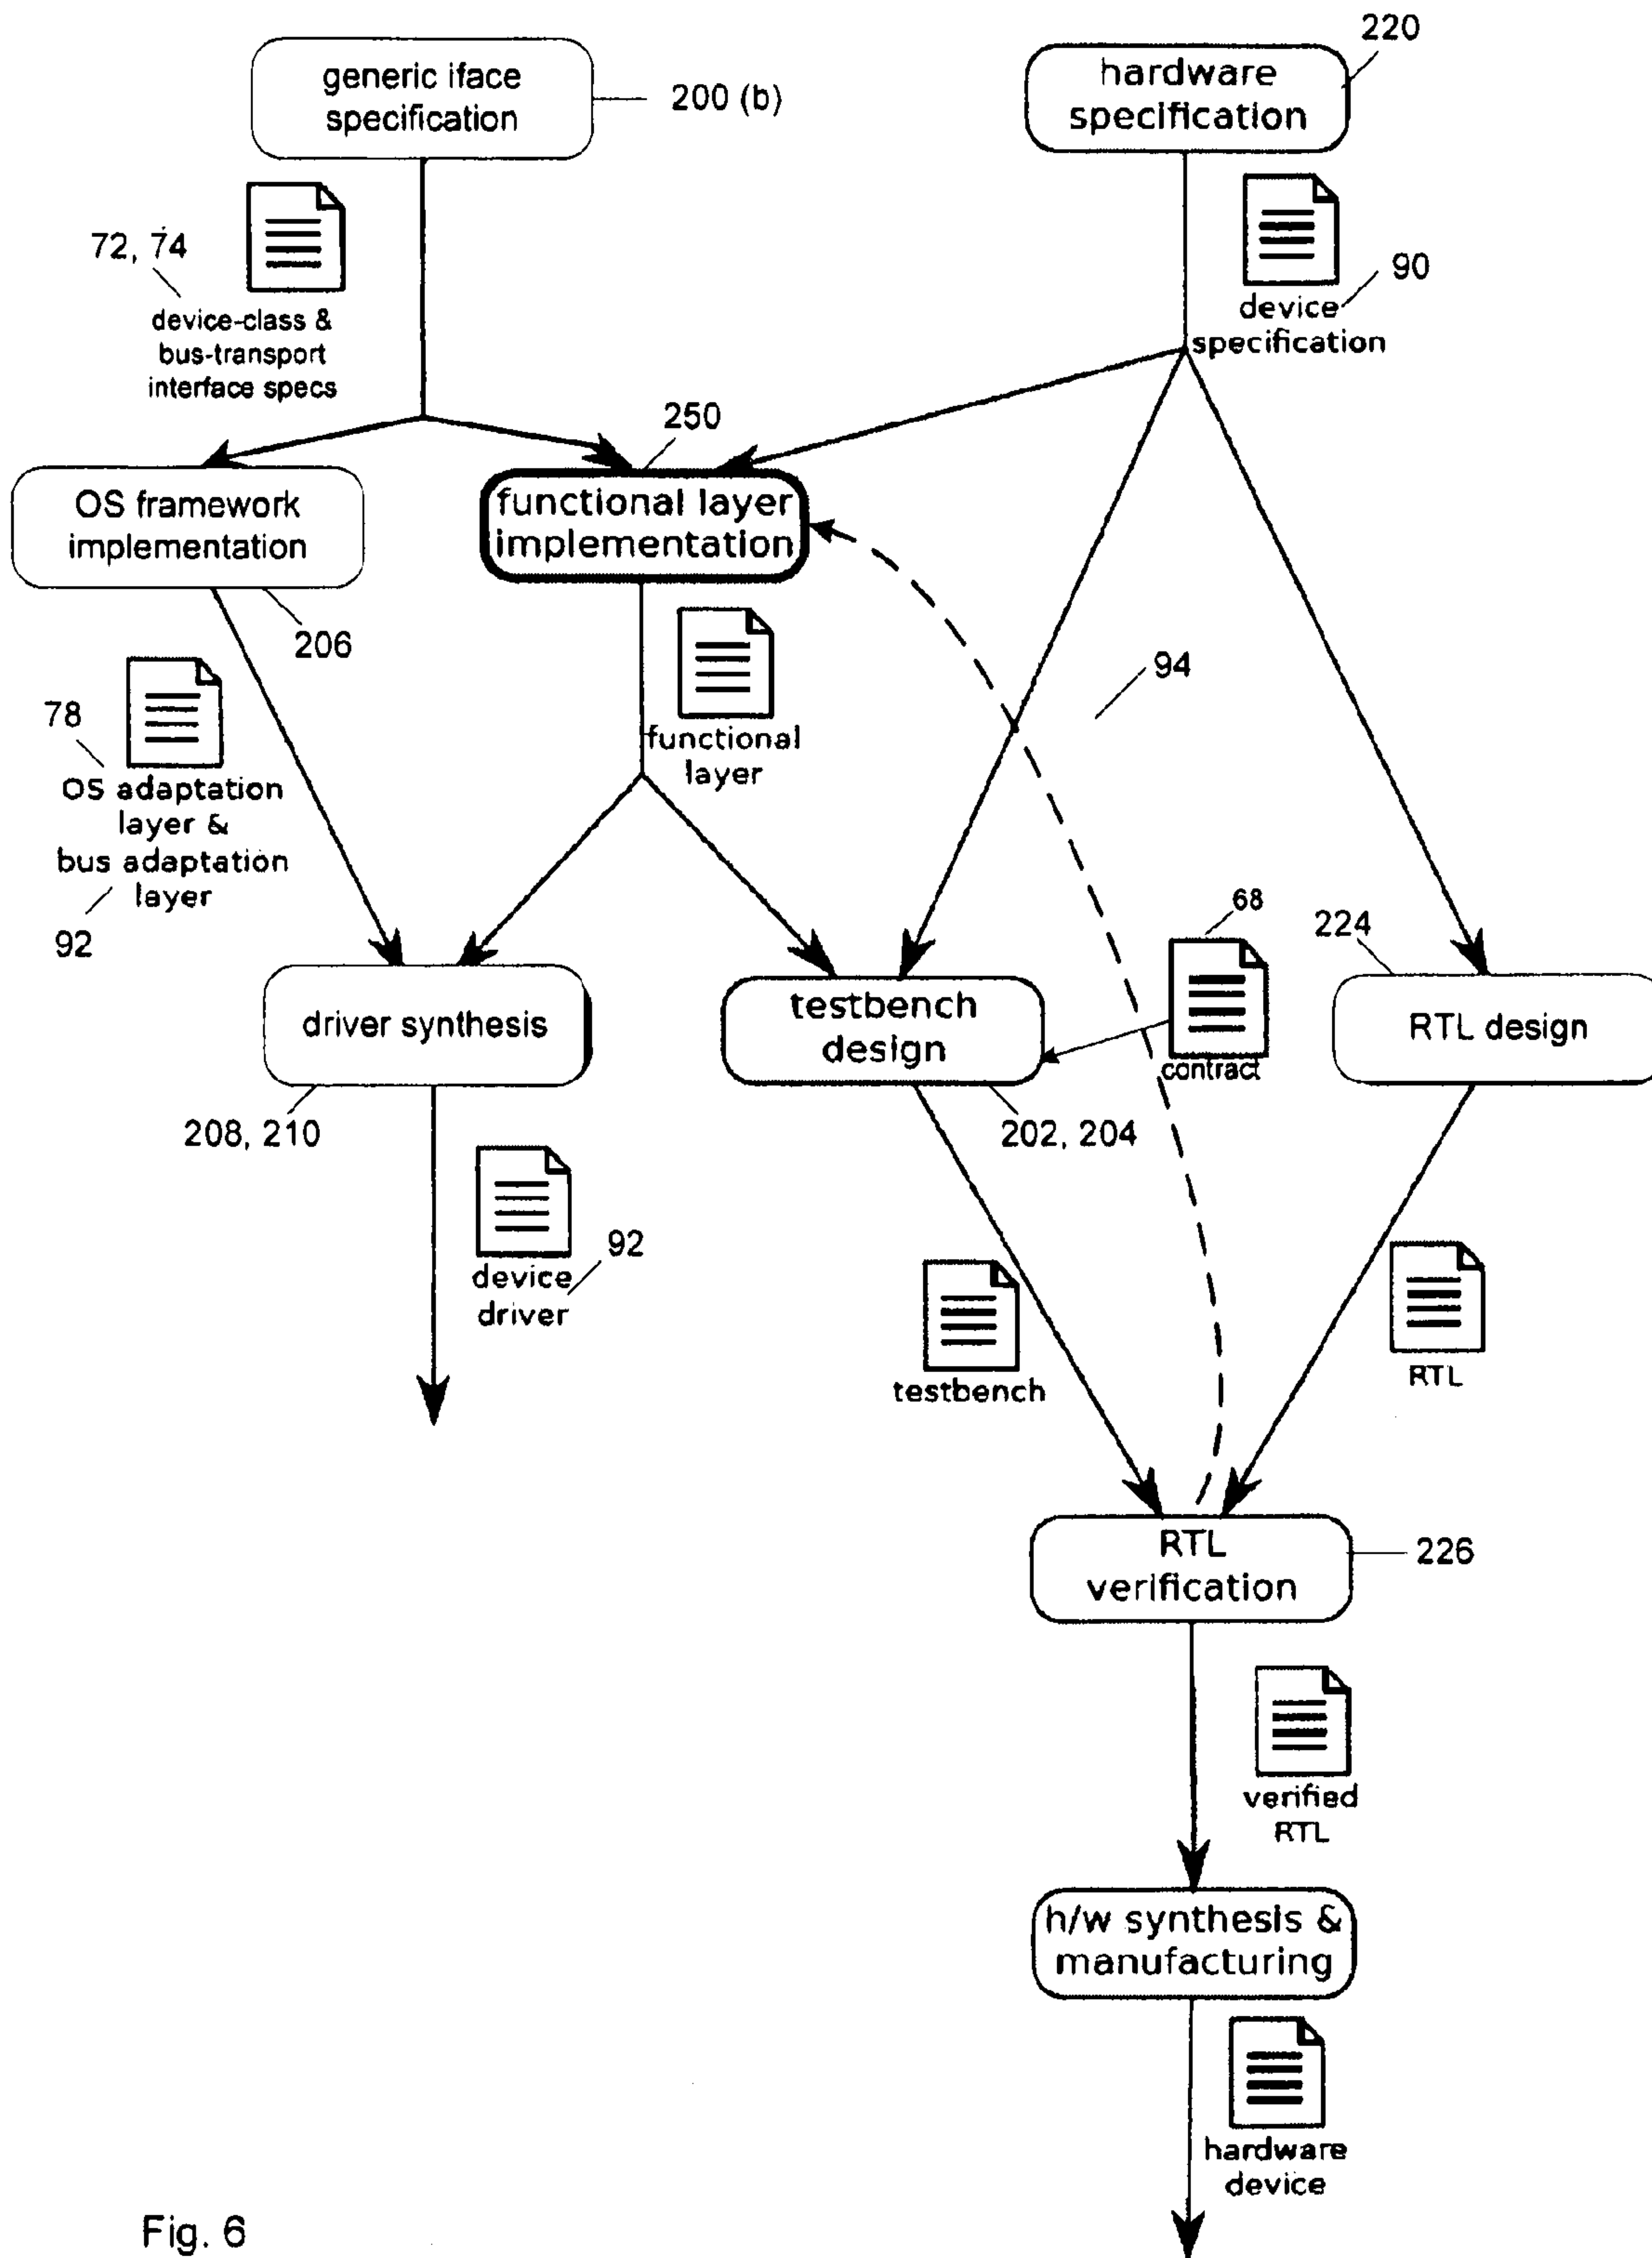 220
generic iface
specification
200 (b)
hardware
specification
72, 74
device-class &
bus-transport
interface specs
90
device
specification
250
OS framework
implementation
functional layer
implementation
206
94
78
functional
layer
OS adaptation
layer &
bus adaptation
layer
92
68
224
driver synthesis
testbench
design
contract
RTL design
208, 210
202, 204
92
device
driver
testbench
RTL
RTL
verification
226
verified
RTL
h/w synthesis &
manufacturing
hardware
device
Fig. 6